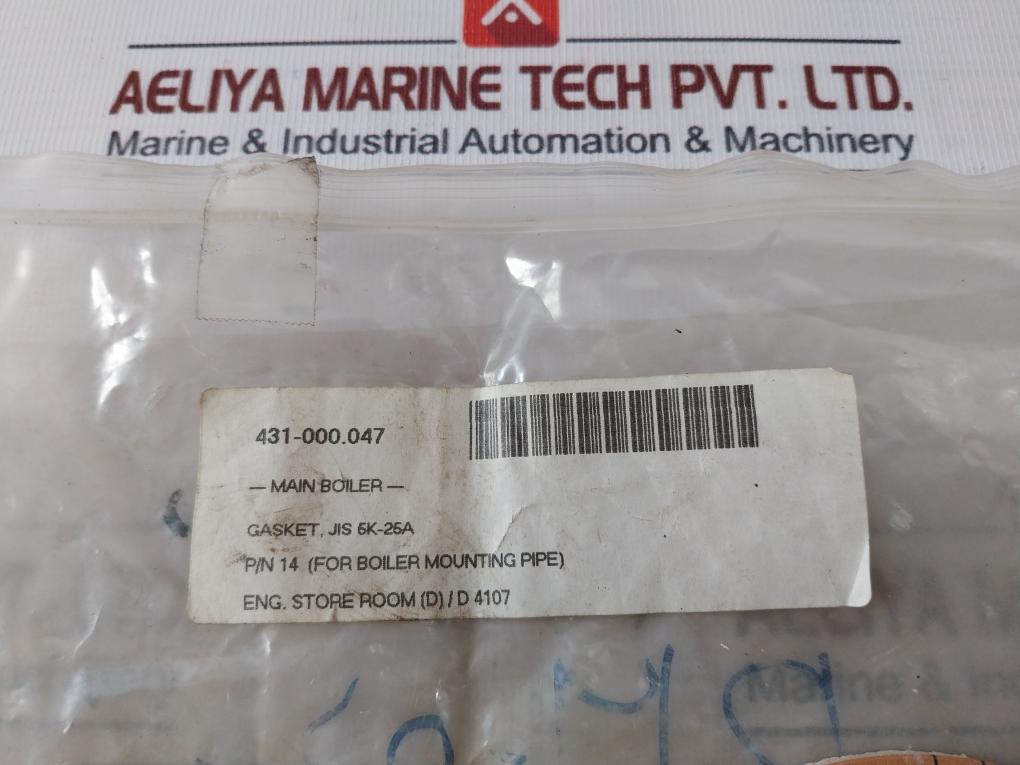 AELIYA MARINE TECH PVT. LTD.
Marine & Industrial Automation & Machinery
431-000.047
— MAIN BOILER —
GASKET, JIS 5K-25A
P/N 14 (FOR BOILER MOUNTING PIPE)
ENG. STORE ROOM (D) / D 4107